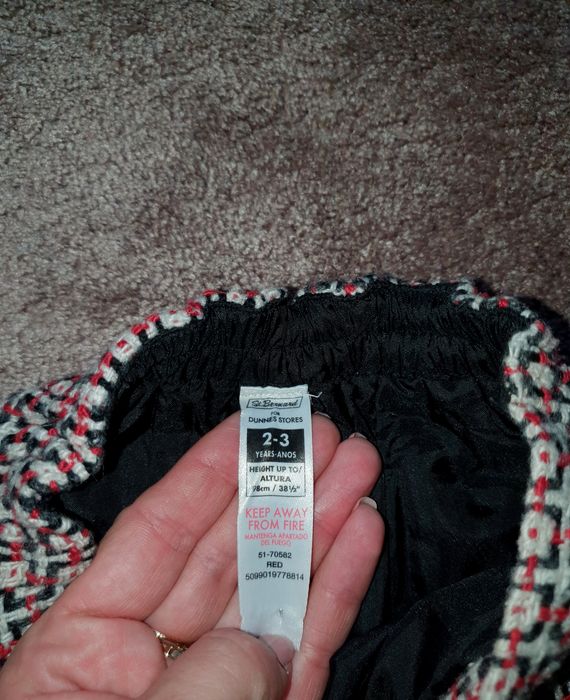 St. Bernard
FOR
DUNNES STORES
2-3
YEARS-ANOS
HEIGHT UP TO/
ALTURA
98cm / 38½"
KEEP AWAY
FROM FIRE
MANTENGA APARTADO
DEL FUEGO
51-70582
RED
5099019778814